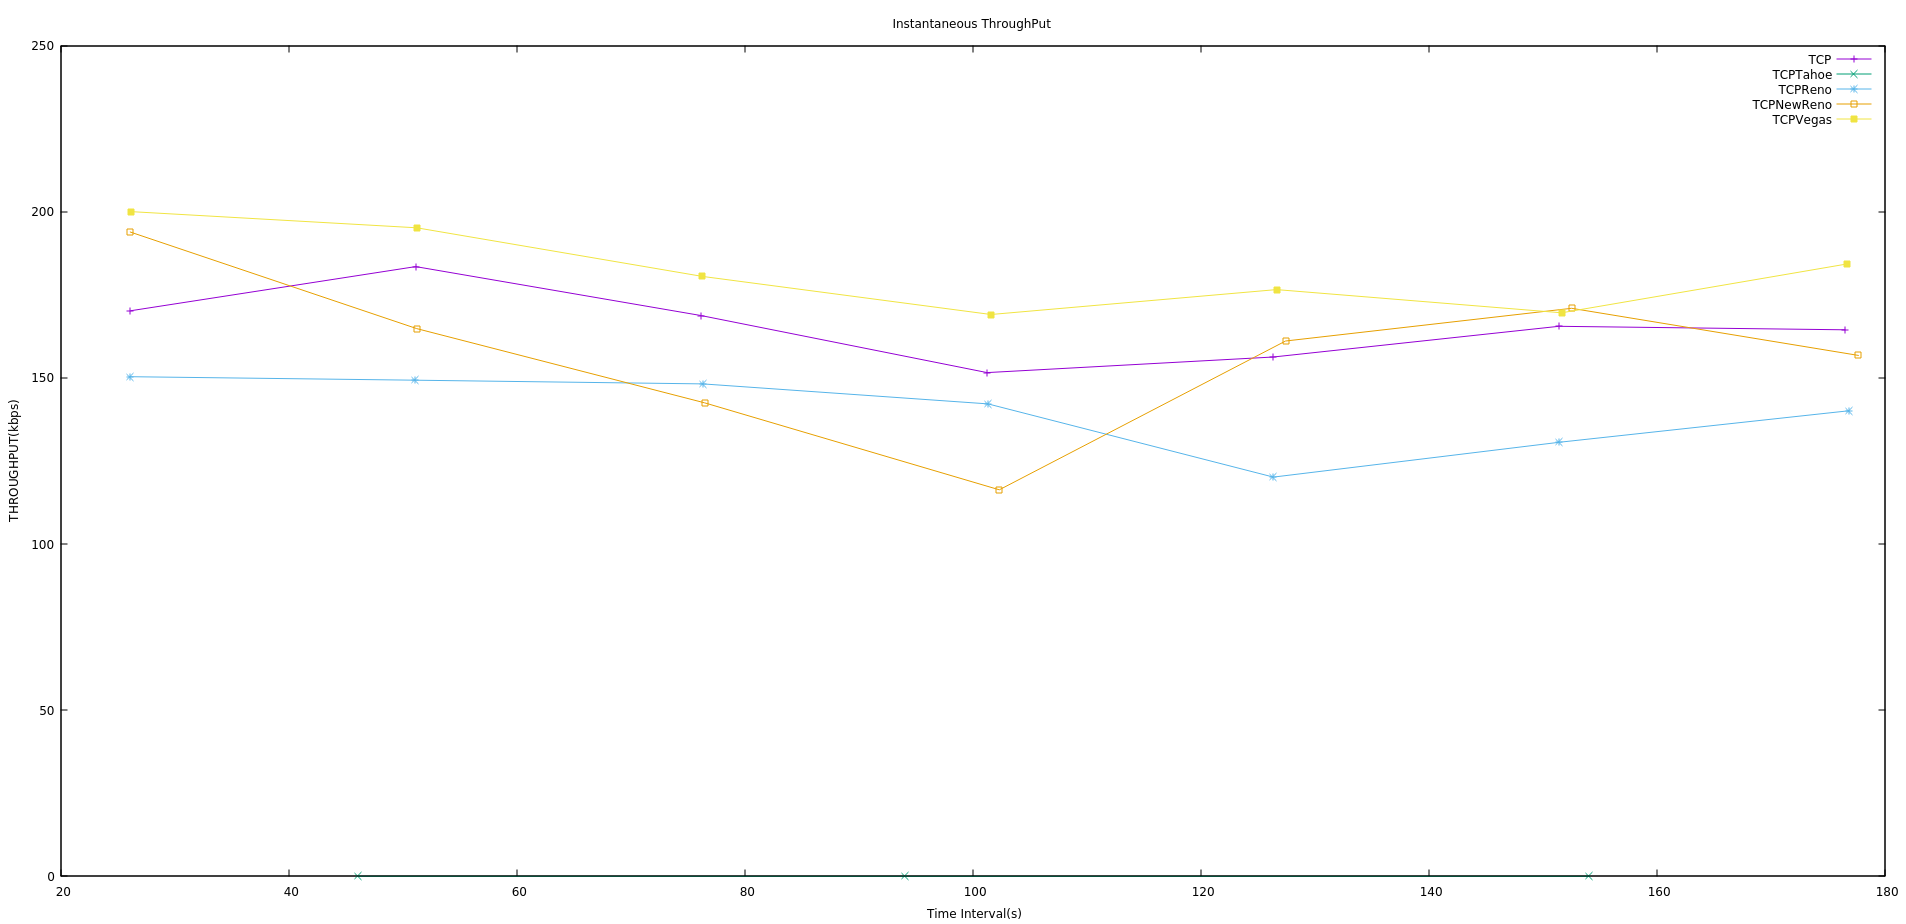 Instantaneous ThroughPut
250
200
150
100
50
0
THROUGHPUT(kbps)
TCP
TCPTahoe
TCPReno
TCPNewReno
TCPVegas
20 40 60 80 100 120 140 160 180
Time Interval(s)